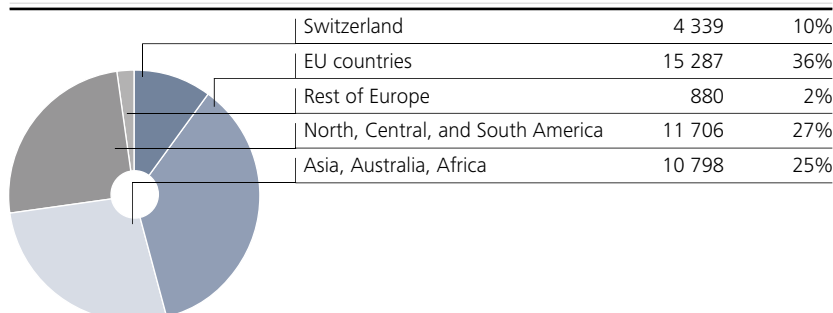 Switzerland 4 339 10%
EU countries 15 287 36%
Rest of Europe 880 2%
North, Central, and South America 11 706 27%
Asia, Australia, Africa 10 798 25%